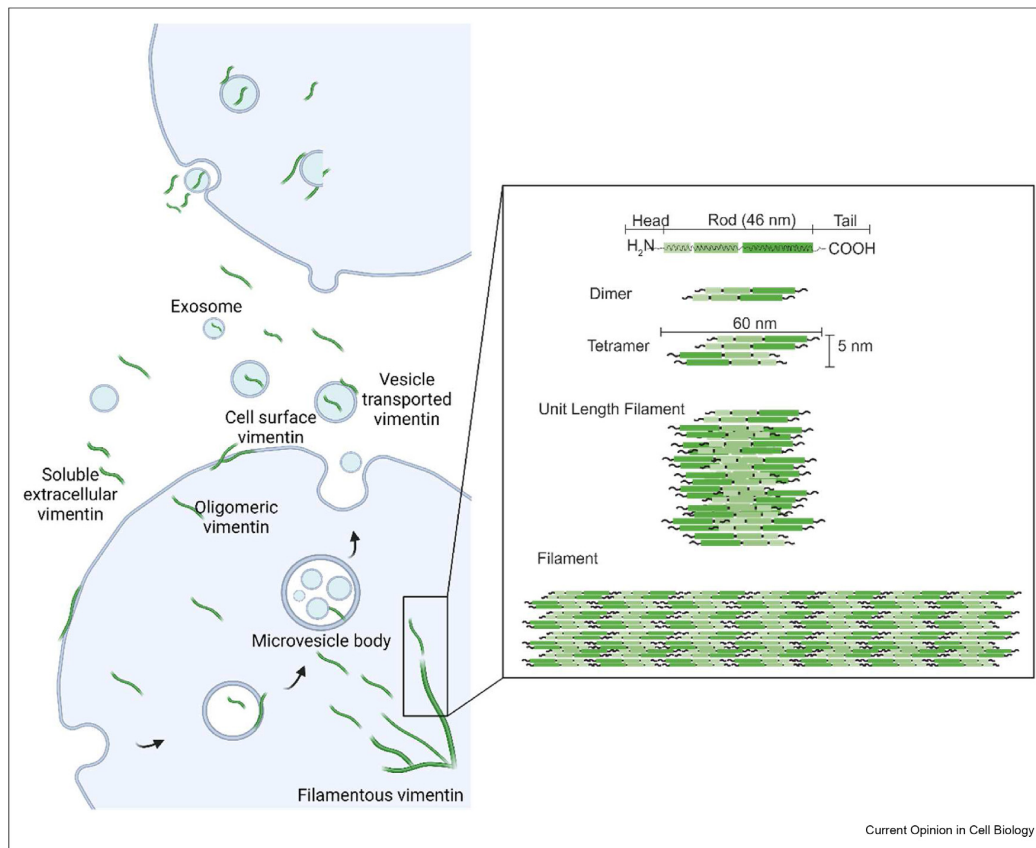 Exosome
Vesicle
transported
vimentin
Cell surface
vimentin
Soluble
extracellular
vimentin
Oligomeric
vimentin
Microvesicle body
Filamentous vimentin
Head
Rod (46 nm)
Tail
H2N
COOH
Dimer
60 nm
Tetramer
5 nm
Unit Length Filament
Filament
Current Opinion in Cell Biology